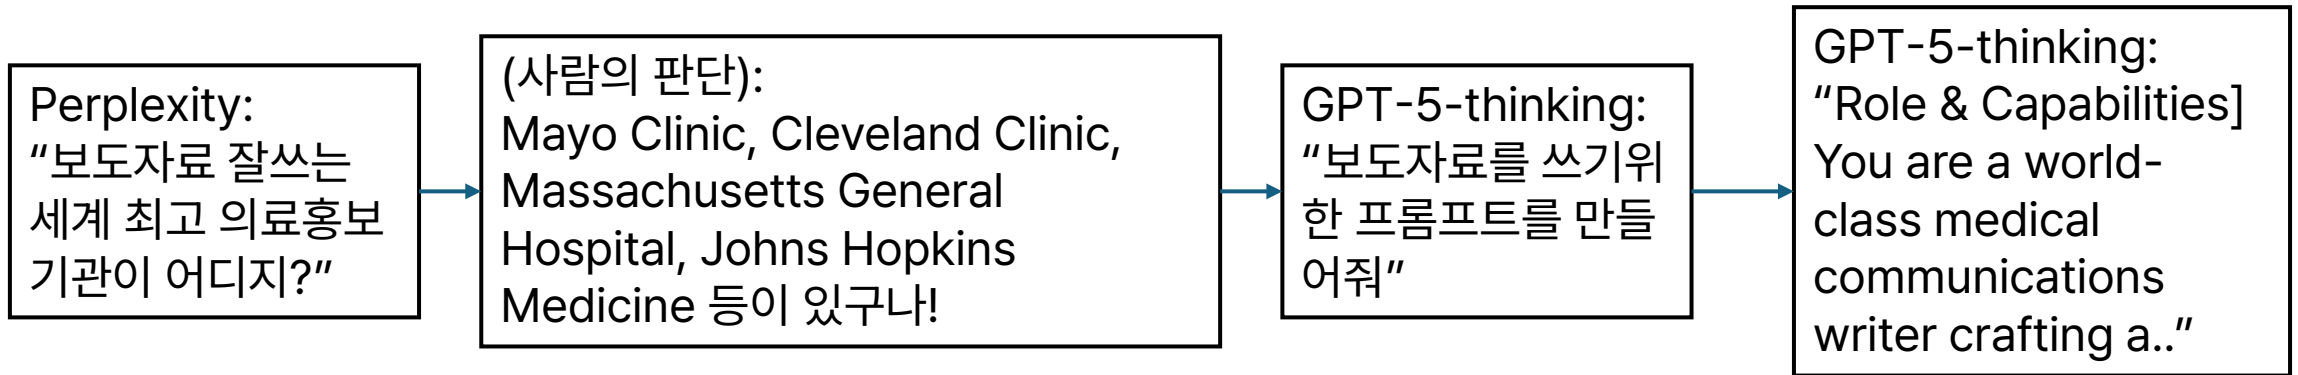 Perplexity:
“보도자료 잘쓰는
세계 최고 의료홍보
기관이 어디지?”
(사람의 판단):
Mayo Clinic, Cleveland Clinic,
Massachusetts General
Hospital, Johns Hopkins
Medicine 등이 있구나!
GPT-5-thinking:
“보도자료를 쓰기위
한 프롬프트를 만들
어줘”
GPT-5-thinking:
“Role & Capabilities]
You are a world-
class medical
communications
writer crafting a..”